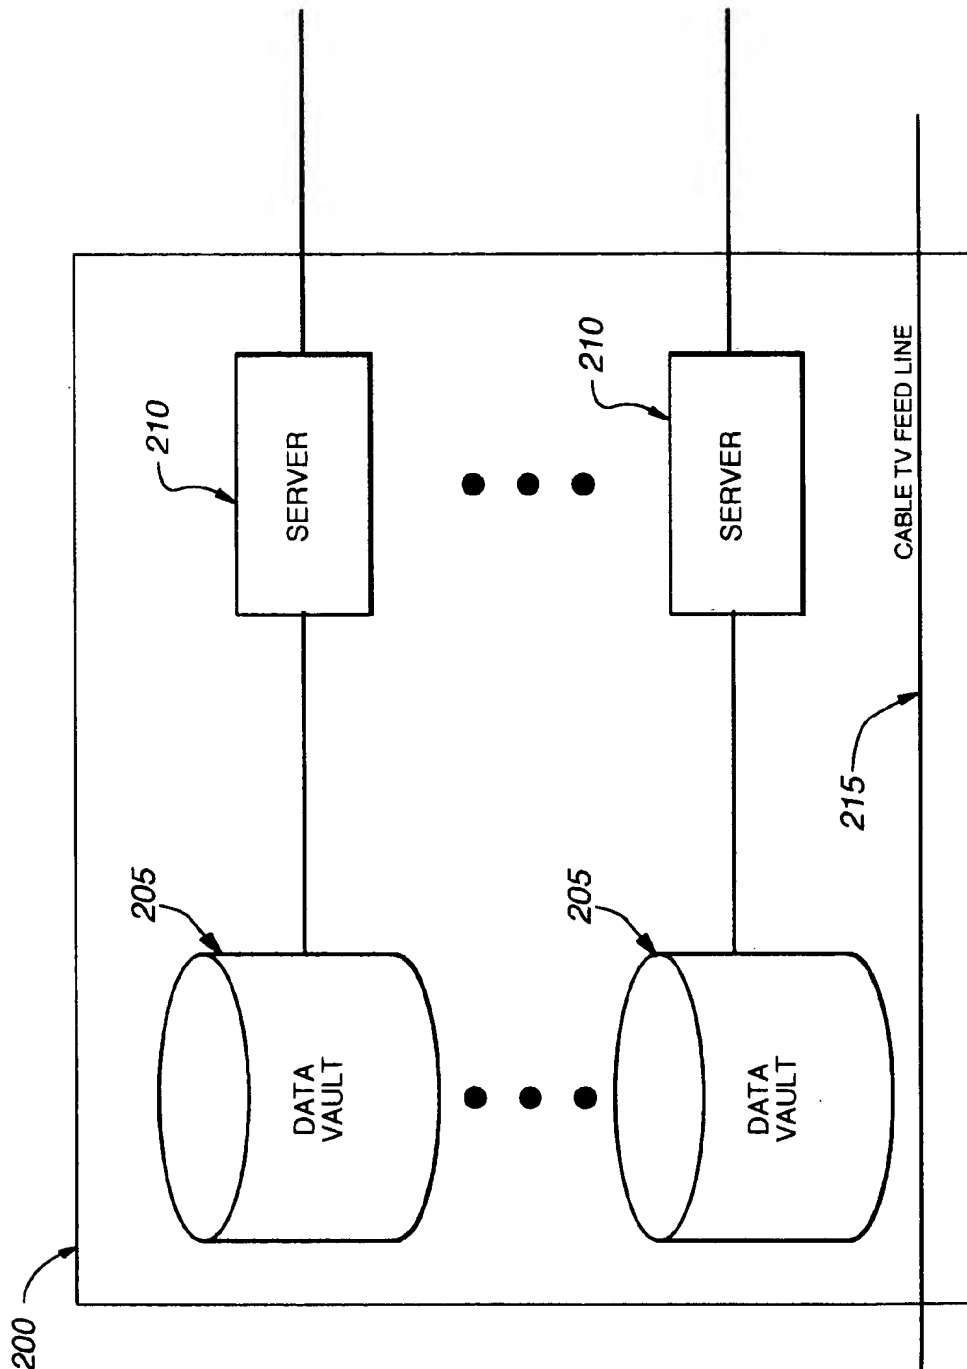 200
205
DATA
VAULT
210
SERVER
205
DATA
VAULT
210
SERVER
215
CABLE TV FEED LINE